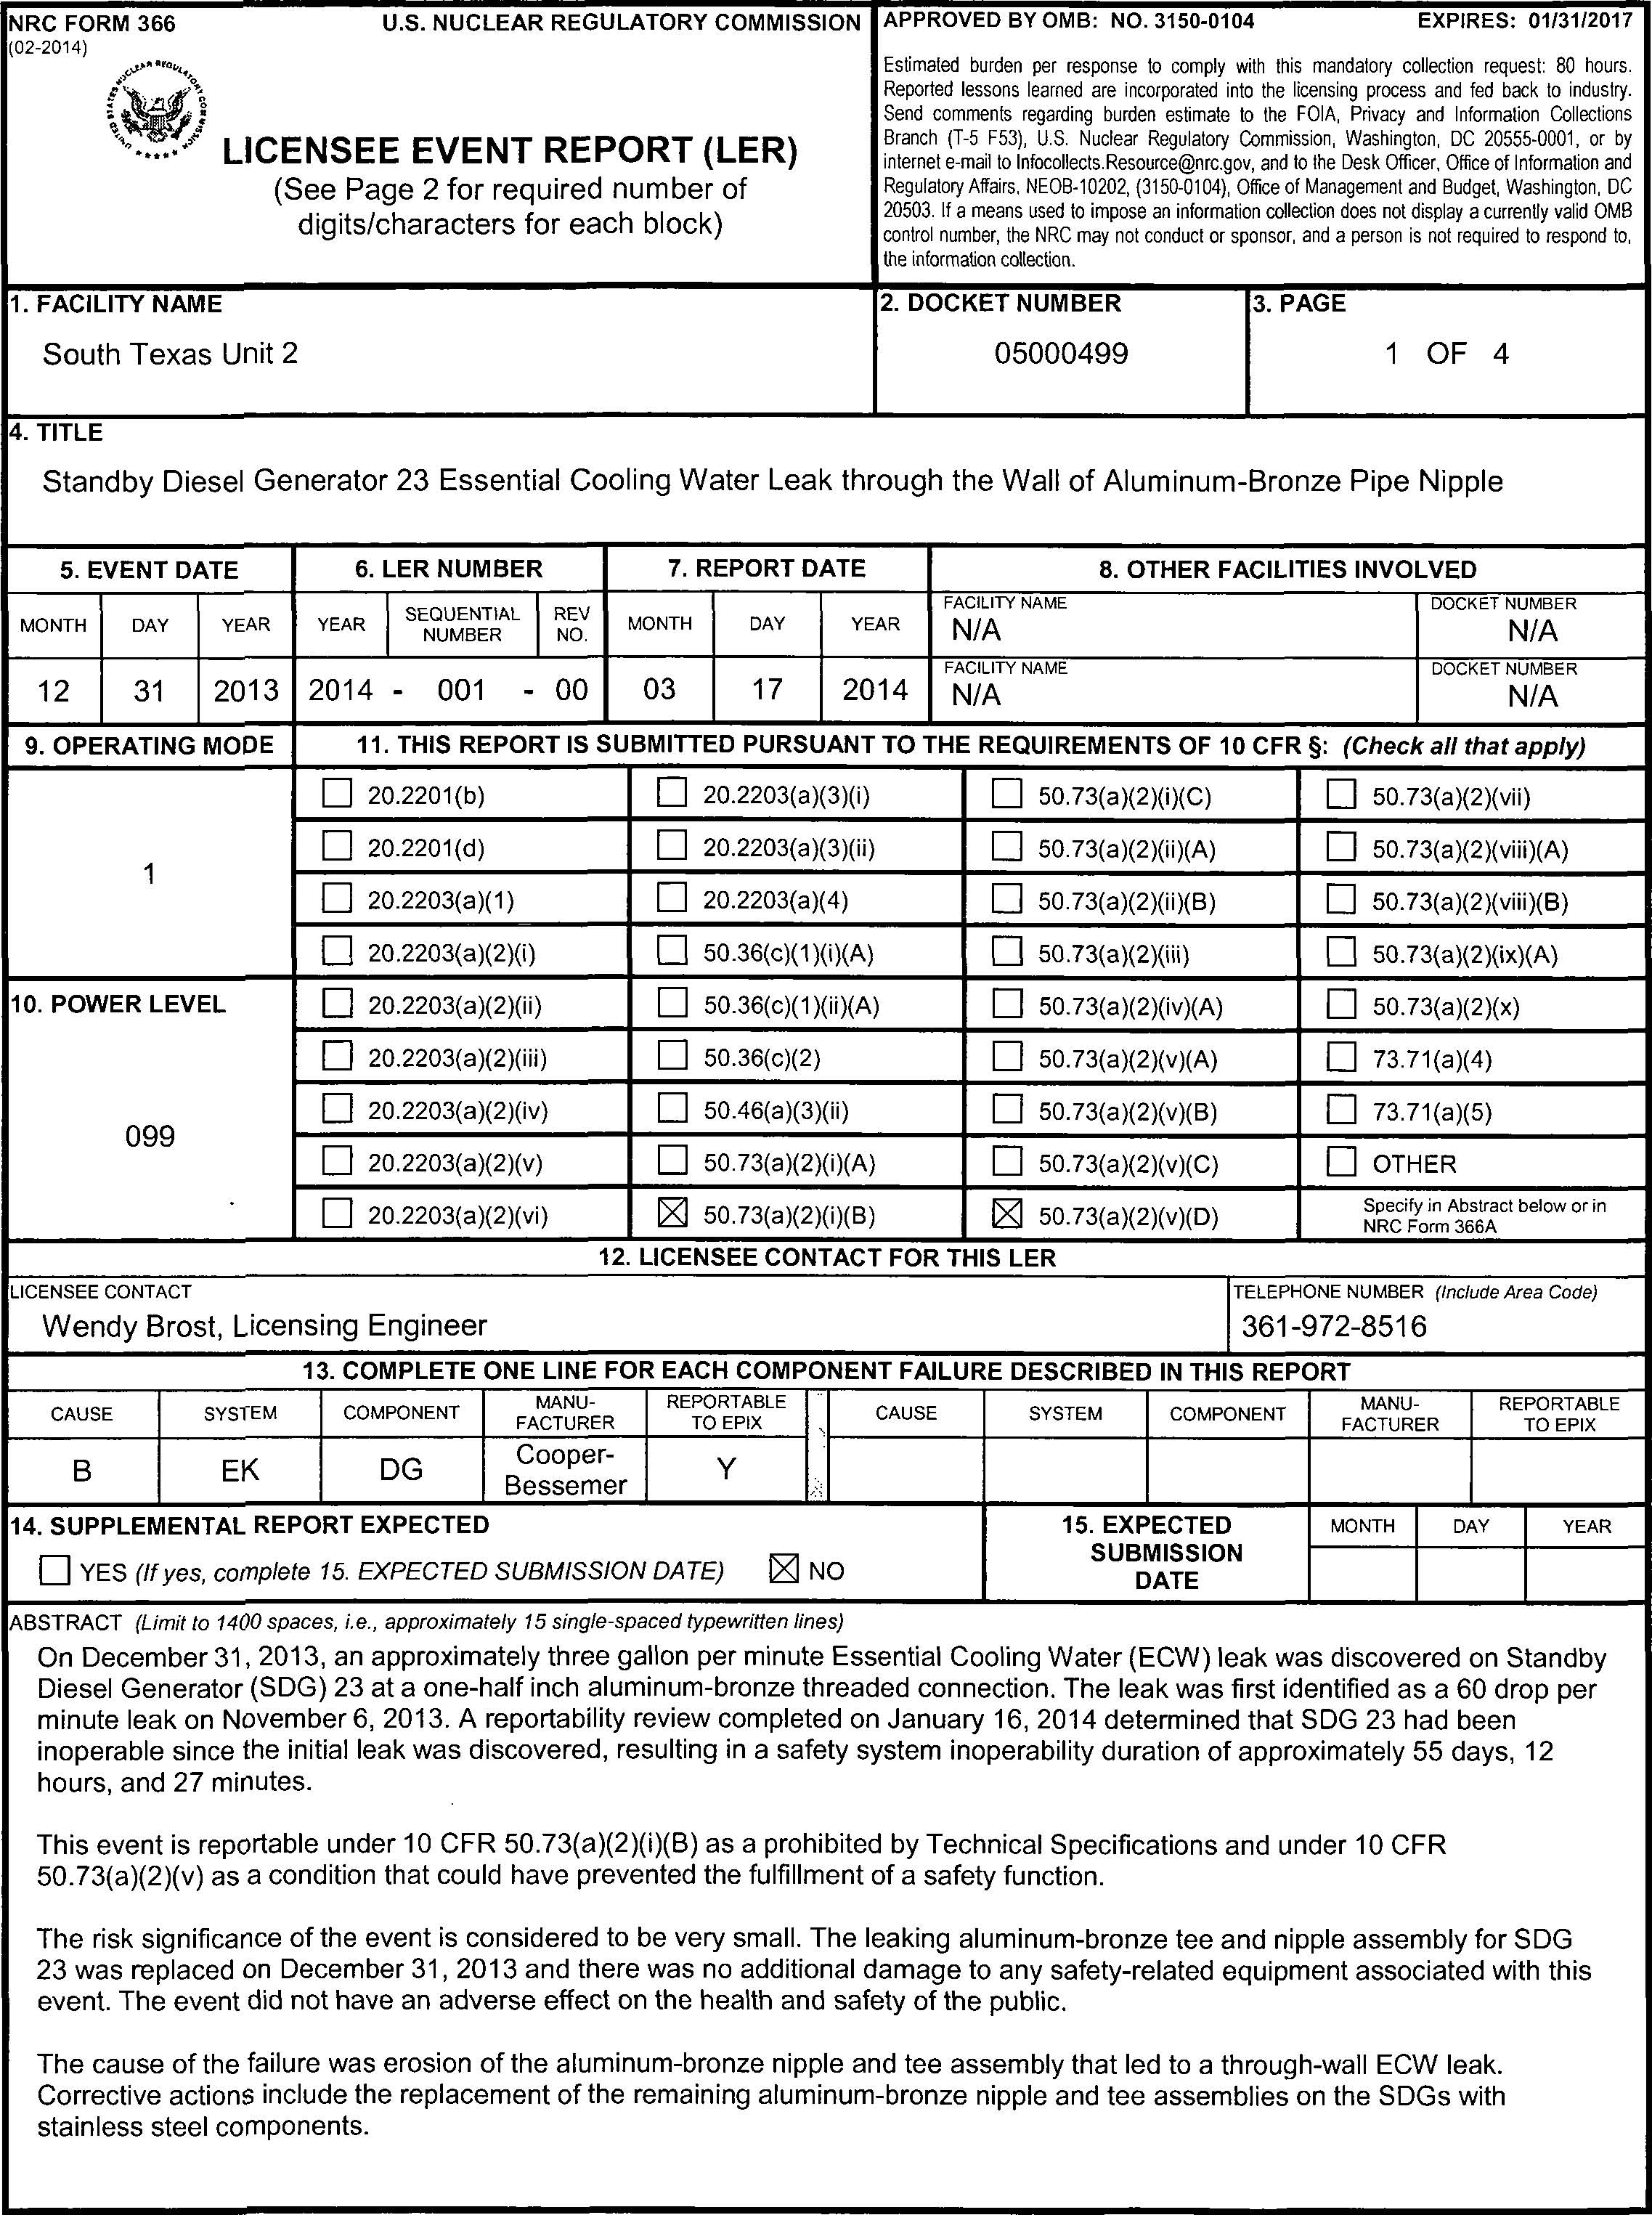 NRC FORM 366
(02-2014)
U.S. NUCLEAR REGULATORY COMMISSION
UNITED STATES NUCLEAR REGULATORY COMMISSION
LICENSEE EVENT REPORT (LER)
(See Page 2 for required number of
digits/characters for each block)
APPROVED BY OMB: NO. 3150-0104 EXPIRES: 01/31/2017
Estimated burden per response to comply with this mandatory collection request: 80 hours.
Reported lessons learned are incorporated into the licensing process and fed back to industry.
Send comments regarding burden estimate to the FOIA, Privacy and Information Collections
Branch (T-5 F53), U.S. Nuclear Regulatory Commission, Washington, DC 20555-0001, or by
internet e-mail to Infocollects.Resource@nrc.gov, and to the Desk Officer, Office of Information and
Regulatory Affairs, NEOB-10202, (3150-0104), Office of Management and Budget, Washington, DC
20503. If a means used to impose an information collection does not display a currently valid OMB
control number, the NRC may not conduct or sponsor, and a person is not required to respond to,
the information collection.
1. FACILITY NAME
South Texas Unit 2
2. DOCKET NUMBER
05000499
3. PAGE
1 OF 4
4. TITLE
Standby Diesel Generator 23 Essential Cooling Water Leak through the Wall of Aluminum-Bronze Pipe Nipple
5. EVENT DATE 6. LER NUMBER 7. REPORT DATE 8. OTHER FACILITIES INVOLVED
MONTH DAY YEAR YEAR SEQUENTIAL NUMBER REV NO. MONTH DAY YEAR
FACILITY NAME DOCKET NUMBER
N/A N/A
12 31 2013 2014 - 001 - 00 03 17 2014
FACILITY NAME DOCKET NUMBER
N/A N/A
9. OPERATING MODE
1
10. POWER LEVEL
099
11. THIS REPORT IS SUBMITTED PURSUANT TO THE REQUIREMENTS OF 10 CFR §: (Check all that apply)
☐ 20.2201(b) ☐ 20.2203(a)(3)(i) ☐ 50.73(a)(2)(i)(C) ☐ 50.73(a)(2)(vii)
☐ 20.2201(d) ☐ 20.2203(a)(3)(ii) ☐ 50.73(a)(2)(ii)(A) ☐ 50.73(a)(2)(viii)(A)
☐ 20.2203(a)(1) ☐ 20.2203(a)(4) ☐ 50.73(a)(2)(ii)(B) ☐ 50.73(a)(2)(viii)(B)
☐ 20.2203(a)(2)(i) ☐ 50.36(c)(1)(i)(A) ☐ 50.73(a)(2)(iii) ☐ 50.73(a)(2)(ix)(A)
☐ 20.2203(a)(2)(ii) ☐ 50.36(c)(1)(ii)(A) ☐ 50.73(a)(2)(iv)(A) ☐ 50.73(a)(2)(x)
☐ 20.2203(a)(2)(iii) ☐ 50.36(c)(2) ☐ 50.73(a)(2)(v)(A) ☐ 73.71(a)(4)
☐ 20.2203(a)(2)(iv) ☐ 50.46(a)(3)(ii) ☐ 50.73(a)(2)(v)(B) ☐ 73.71(a)(5)
☐ 20.2203(a)(2)(v) ☐ 50.73(a)(2)(i)(A) ☐ 50.73(a)(2)(v)(C) ☐ OTHER
☐ 20.2203(a)(2)(vi) ☒ 50.73(a)(2)(i)(B) ☒ 50.73(a)(2)(v)(D) Specify in Abstract below or in
NRC Form 366A
12. LICENSEE CONTACT FOR THIS LER
LICENSEE CONTACT
Wendy Brost, Licensing Engineer
TELEPHONE NUMBER (Include Area Code)
361-972-8516
13. COMPLETE ONE LINE FOR EACH COMPONENT FAILURE DESCRIBED IN THIS REPORT
CAUSE SYSTEM COMPONENT MANU-FACTURER REPORTABLE TO EPIX CAUSE SYSTEM COMPONENT MANU-FACTURER REPORTABLE TO EPIX
B EK DG Cooper-Bessemer Y
14. SUPPLEMENTAL REPORT EXPECTED
☐ YES (If yes, complete 15. EXPECTED SUBMISSION DATE) ☒ NO
15. EXPECTED
SUBMISSION
DATE
MONTH DAY YEAR
ABSTRACT (Limit to 1400 spaces, i.e., approximately 15 single-spaced typewritten lines)
On December 31, 2013, an approximately three gallon per minute Essential Cooling Water (ECW) leak was discovered on Standby
Diesel Generator (SDG) 23 at a one-half inch aluminum-bronze threaded connection. The leak was first identified as a 60 drop per
minute leak on November 6, 2013. A reportability review completed on January 16, 2014 determined that SDG 23 had been
inoperable since the initial leak was discovered, resulting in a safety system inoperability duration of approximately 55 days, 12
hours, and 27 minutes.
This event is reportable under 10 CFR 50.73(a)(2)(i)(B) as a prohibited by Technical Specifications and under 10 CFR
50.73(a)(2)(v) as a condition that could have prevented the fulfillment of a safety function.
The risk significance of the event is considered to be very small. The leaking aluminum-bronze tee and nipple assembly for SDG
23 was replaced on December 31, 2013 and there was no additional damage to any safety-related equipment associated with this
event. The event did not have an adverse effect on the health and safety of the public.
The cause of the failure was erosion of the aluminum-bronze nipple and tee assembly that led to a through-wall ECW leak.
Corrective actions include the replacement of the remaining aluminum-bronze nipple and tee assemblies on the SDGs with
stainless steel components.